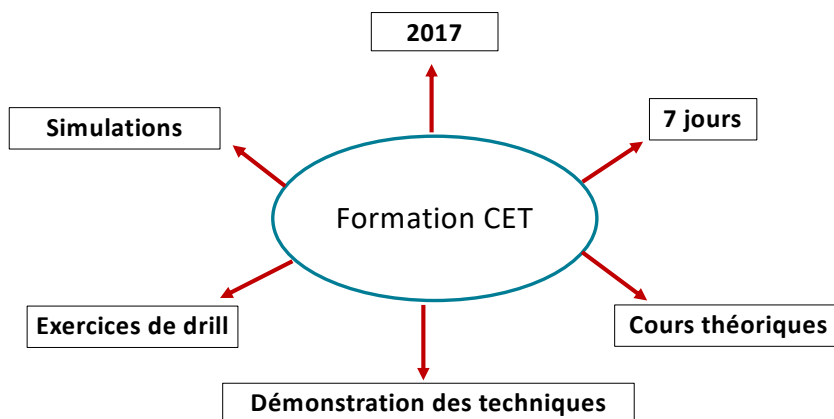 2017
Simulations
7 jours
Formation CET
Exercices de drill
Cours théoriques
Démonstration des techniques